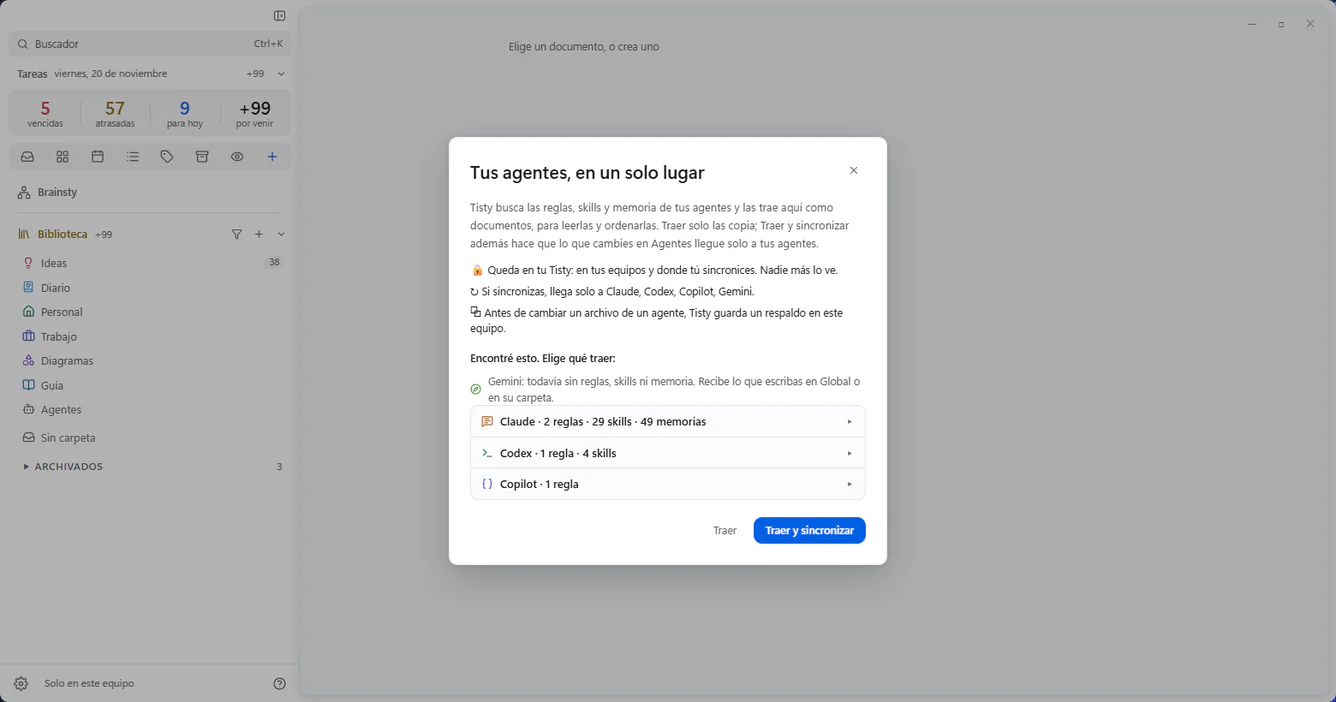 Buscador Ctrl+K
Tareas viernes, 20 de noviembre +99
5 57 9 +99
vencidas atrasadas para hoy por venir
Brainsty
Biblioteca +99
Ideas 38
Diario
Personal
Trabajo
Diagramas
Guía
Agentes
Sin carpeta
ARCHIVADOS 3
Solo en este equipo
Elige un documento, o crea uno
Tus agentes, en un solo lugar
Tisty busca las reglas, skills y memoria de tus agentes y las trae aquí como
documentos, para leerlas y ordenarlas. Traer solo las copia; Traer y sincronizar
además hace que lo que cambies en Agentes llegue solo a tus agentes.
Queda en tu Tisty: en tus equipos y donde tú sincronices. Nadie más lo ve.
Si sincronizas, llega solo a Claude, Codex, Copilot, Gemini.
Antes de cambiar un archivo de un agente, Tisty guarda un respaldo en este
equipo.
Encontré esto. Elige qué traer:
Gemini: todavía sin reglas, skills ni memoria. Recibe lo que escribas en Global o
en su carpeta.
Claude · 2 reglas · 29 skills · 49 memorias
Codex · 1 regla · 4 skills
Copilot · 1 regla
Traer Traer y sincronizar